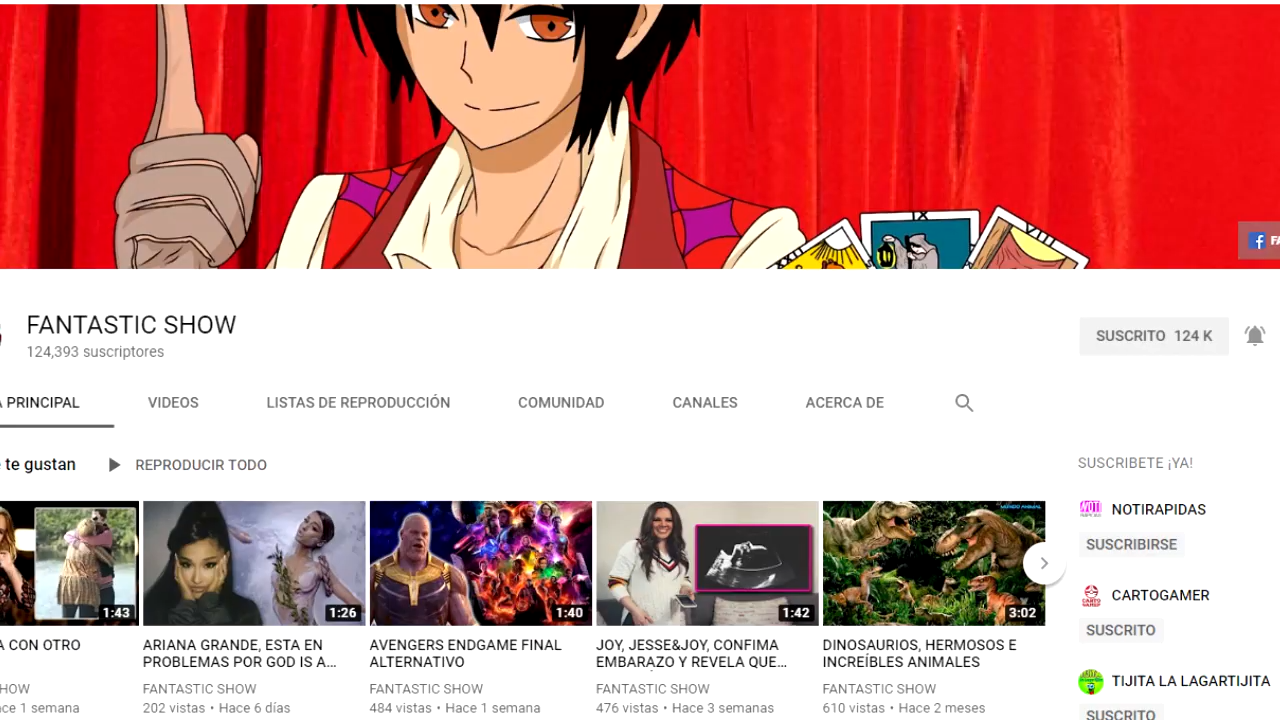 IX
VIII
FANTASTIC SHOW
124,393 suscriptores
SUSCRITO 124 K
PRINCIPAL
VIDEOS
LISTAS DE REPRODUCCIÓN
COMUNIDAD
CANALES
ACERCA DE
te gustan
REPRODUCIR TODO
SUSCRIBETE ¡YA!
NOTIRAPIDAS
SUSCRIBIRSE
CARTOGAMER
SUSCRITO
TIJITA LA LAGARTIJITA
SUSCRITO
MUNDO ANIMAL
1:43
1:26
1:40
1:42
3:02
A CON OTRO
ARIANA GRANDE, ESTA EN
PROBLEMAS POR GOD IS A...
AVENGERS ENDGAME FINAL
ALTERNATIVO
JOY, JESSE&JOY, CONFIMA
EMBARAZO Y REVELA QUE...
DINOSAURIOS, HERMOSOS E
INCREÍBLES ANIMALES
FANTASTIC SHOW
FANTASTIC SHOW
FANTASTIC SHOW
FANTASTIC SHOW
1 semana
202 vistas • Hace 6 días
484 vistas • Hace 1 semana
476 vistas • Hace 3 semanas
610 vistas • Hace 2 meses